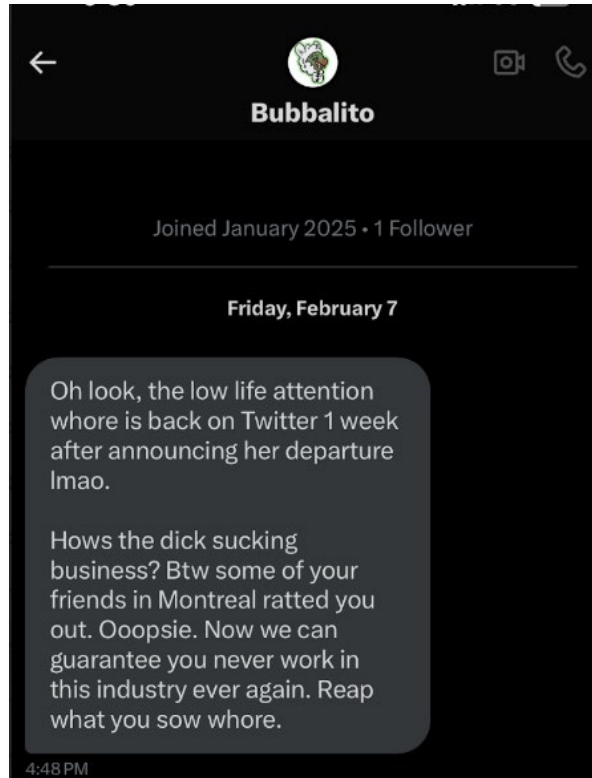 Bubbalito
Joined January 2025 • 1 Follower
Friday, February 7
Oh look, the low life attention
whore is back on Twitter 1 week
after announcing her departure
lmao.
Hows the dick sucking
business? Btw some of your
friends in Montreal ratted you
out. Ooopsie. Now we can
guarantee you never work in
this industry ever again. Reap
what you sow whore.
4:48 PM